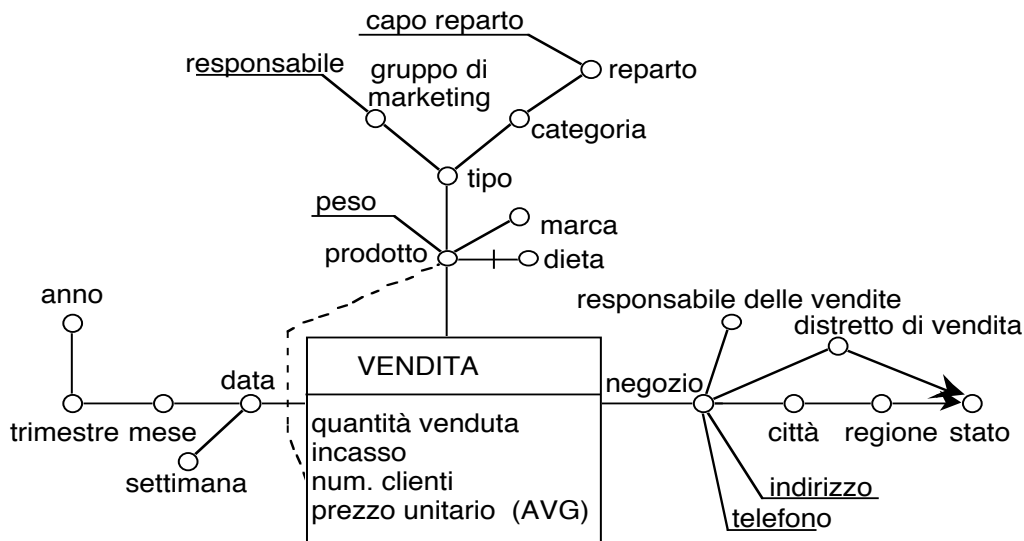 capo reparto
responsabile
gruppo di
marketing
reparto
categoria
tipo
peso
marca
prodotto
dieta
anno
responsabile delle vendite
distretto di vendita
VENDITA
data
negozio
quantità venduta
trimestre mese
città regione stato
incasso
settimana
num. clienti
indirizzo
prezzo unitario (AVG)
telefono